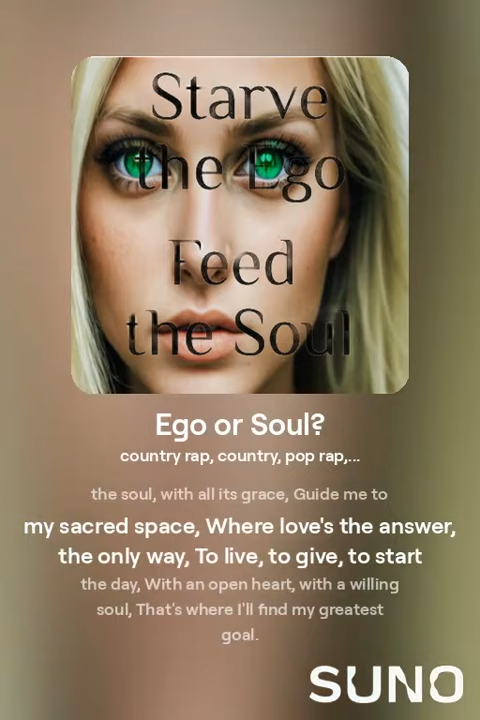 Starve
the Ego
Feed
the Soul
Ego or Soul?
country rap, country, pop rap,...
the soul, with all its grace, Guide me to
my sacred space, Where love's the answer,
the only way, To live, to give, to start
the day, With an open heart, with a willing
soul, That's where I'll find my greatest
goal.
SUNO